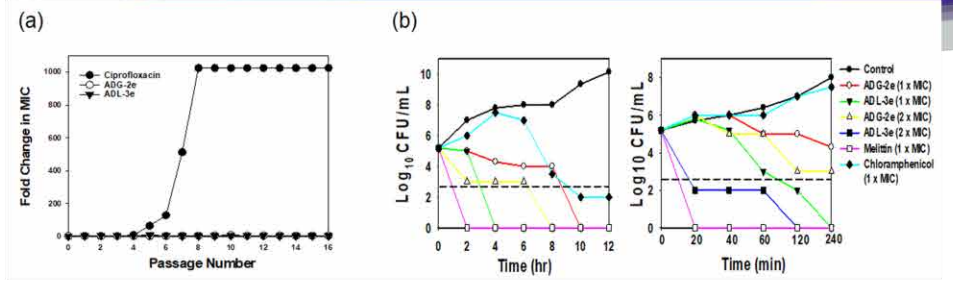 (a)
Fold Change in MIC
1000
800
600
400
200
0
Ciprofloxacin
ADG-2e
ADL-3e
0 2 4 6 8 10 12 14 16
Passage Number
(b)
Log10 CFU/mL
10
8
6
4
2
0
0 2 4 6 8 10 12
Time (hr)
Log10 CFU/mL
8
6
4
2
0
0 20 40 60 120 240
Time (min)
Control
ADG-2e (1 x MIC)
ADL-3e (1 x MIC)
ADG-2e (2 x MIC)
ADL-3e (2 x MIC)
Melittin (1 x MIC)
Chloramphenicol
(1 x MIC)